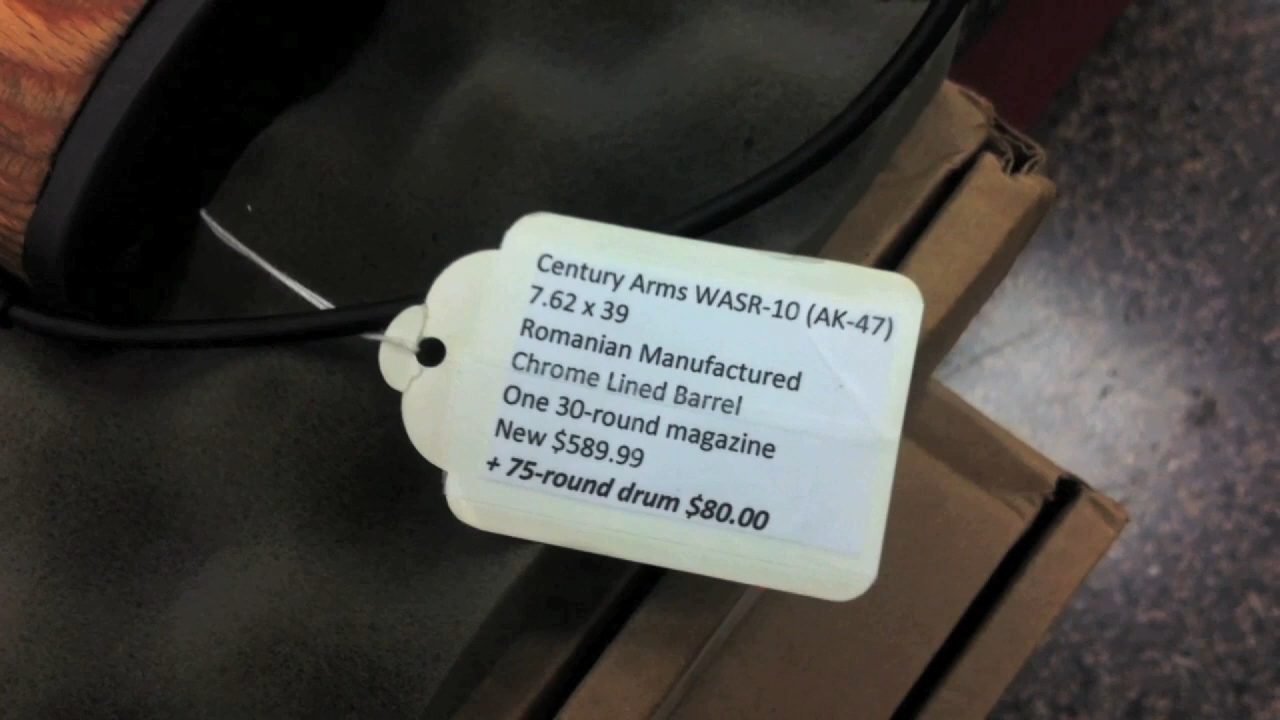 Century Arms WASR-10 (AK-47)
7.62 x 39
Romanian Manufactured
Chrome Lined Barrel
One 30-round magazine
New $589.99
+ 75-round drum $80.00